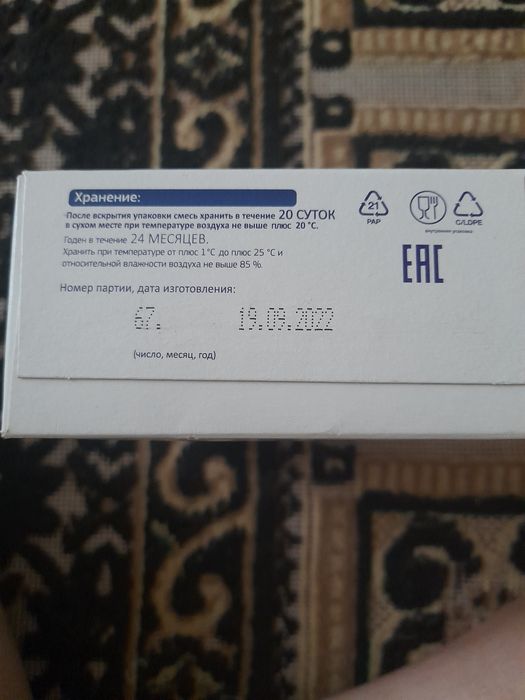 Хранение:
После вскрытия упаковки смесь хранить в течение 20 СУТОК
в сухом месте при температуре воздуха не выше плюс 20 °С.
Годен в течение 24 МЕСЯЦЕВ.
Хранить при температуре от плюс 1°С до плюс 25 °С и
относительной влажности воздуха не выше 85 %.
Номер партии, дата изготовления:
67. 19.09.2022
(число, месяц, год)
21
PAP
C/LDPE
внутренняя упаковка
ЕАС